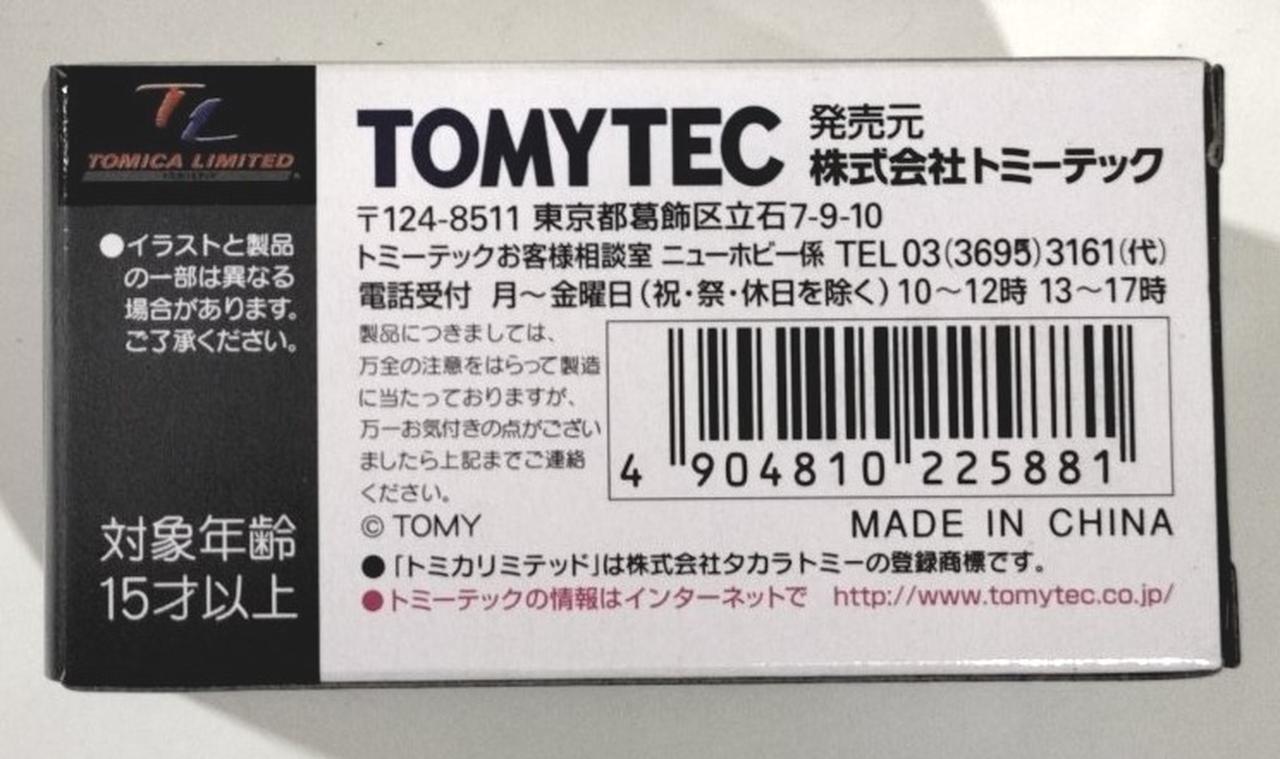 TL
TOMICA LIMITED
●イラストと製品
の一部は異なる
場合があります。
ご了承ください。
対象年齢
15才以上
TOMYTEC 発売元
株式会社トミーテック
〒124-8511 東京都葛飾区立石7-9-10
トミーテックお客様相談室 ニューホビー係 TEL 03(3695)3161(代)
電話受付 月~金曜日(祝・祭・休日を除く)10~12時 13~17時
製品につきましては、
万全の注意をはらって製造
に当たっておりますが、
万一お気付きの点がござい
ましたら上記までご連絡
ください。
4 904810 225881
© TOMY MADE IN CHINA
●「トミカリミテッド」は株式会社タカラトミーの登録商標です。
●トミーテックの情報はインターネットで http://www.tomytec.co.jp/